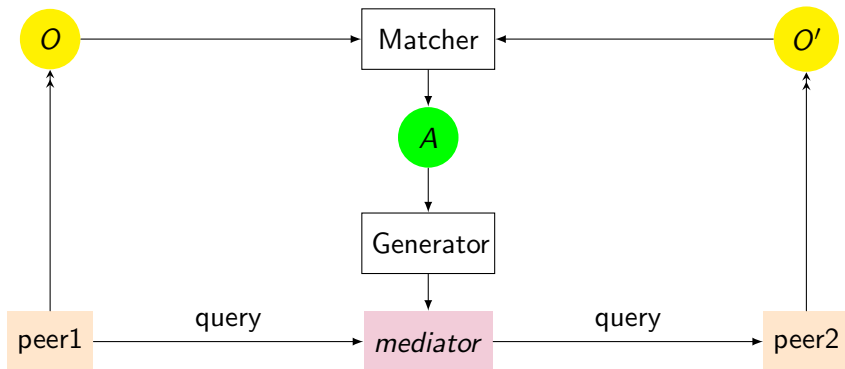 O
Matcher
O′
A
Generator
query
query
peer1
mediator
peer2